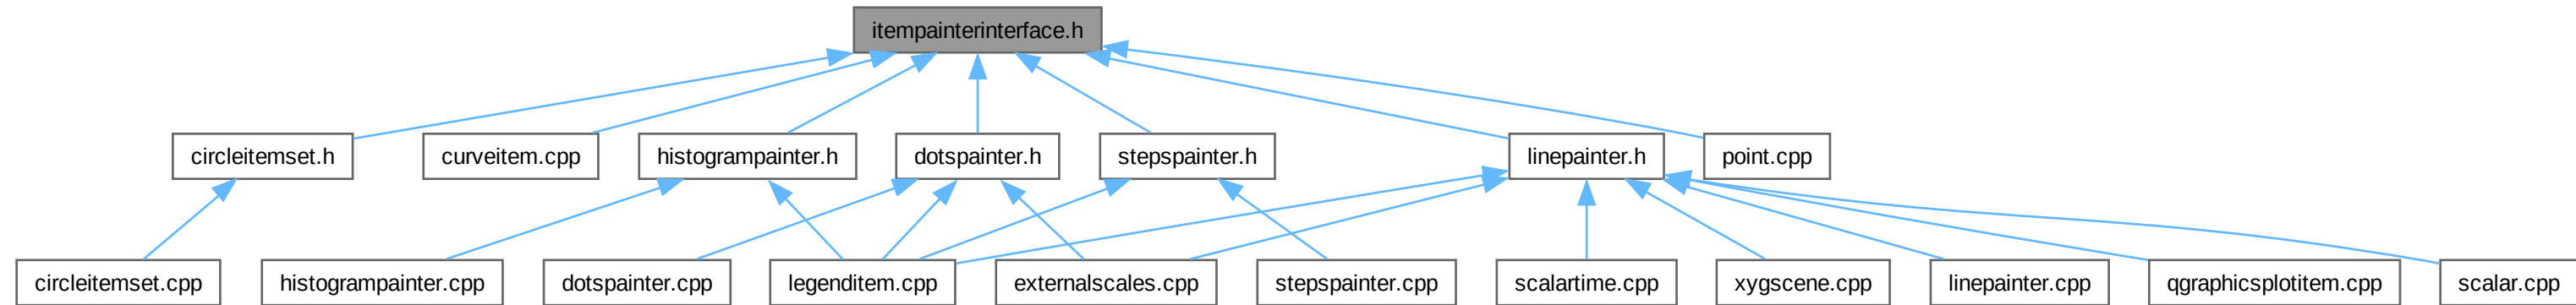 itempainterinterface.h
circleitemset.h
curveitem.cpp
histogrampainter.h
dotspainter.h
stepspainter.h
linepainter.h
point.cpp
circleitemset.cpp
histogrampainter.cpp
dotspainter.cpp
legenditem.cpp
externalscales.cpp
stepspainter.cpp
scalartime.cpp
xygscene.cpp
linepainter.cpp
qgraphicsplotitem.cpp
scalar.cpp